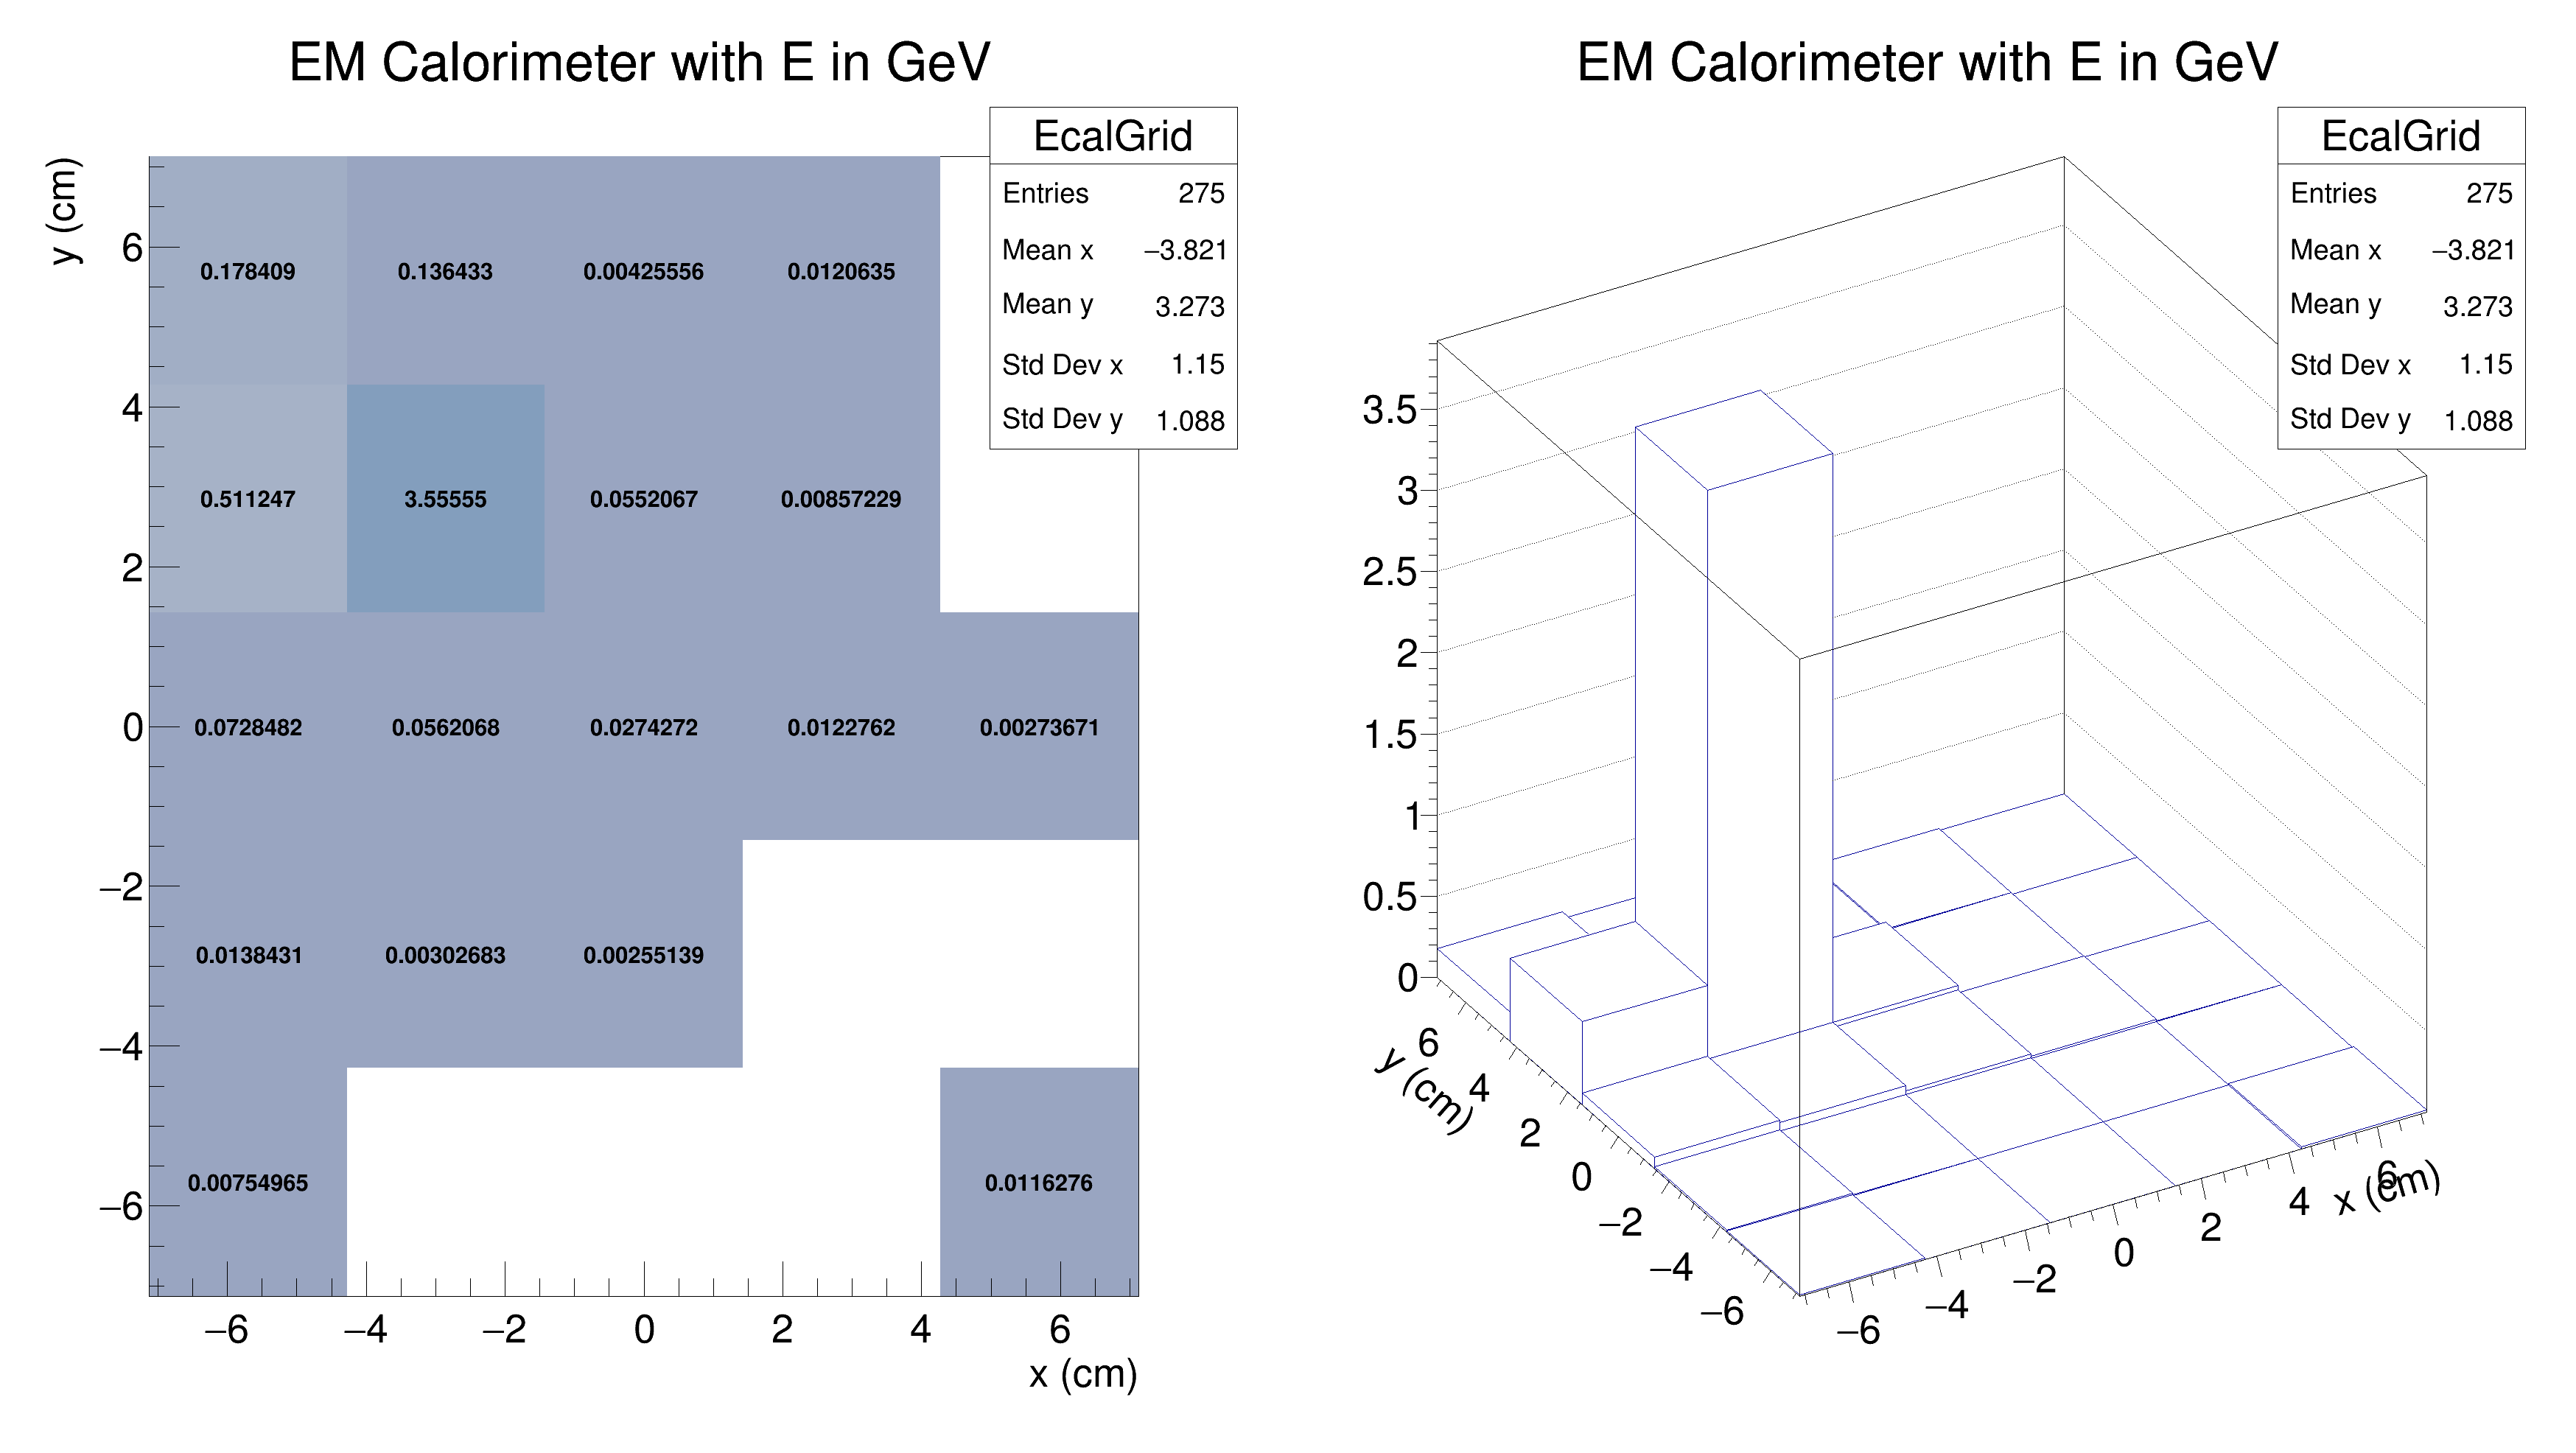 EM Calorimeter with E in GeV
EcalGrid
Entries 275
Mean x −3.821
Mean y 3.273
Std Dev x 1.15
Std Dev y 1.088
y (cm)
6
4
2
0
−2
−4
−6
0.178409 0.136433 0.00425556 0.0120635
0.511247 3.55555 0.0552067 0.00857229
0.0728482 0.0562068 0.0274272 0.0122762 0.00273671
0.0138431 0.00302683 0.00255139
0.00754965 0.0116276
−6 −4 −2 0 2 4 6
x (cm)
EM Calorimeter with E in GeV
EcalGrid
Entries 275
Mean x −3.821
Mean y 3.273
Std Dev x 1.15
Std Dev y 1.088
3.5
3
2.5
2
1.5
1
0.5
0
6
4
2
0
−2
−4
−6
y (cm)
−6
−4
−2
0
2
4
6
x (cm)